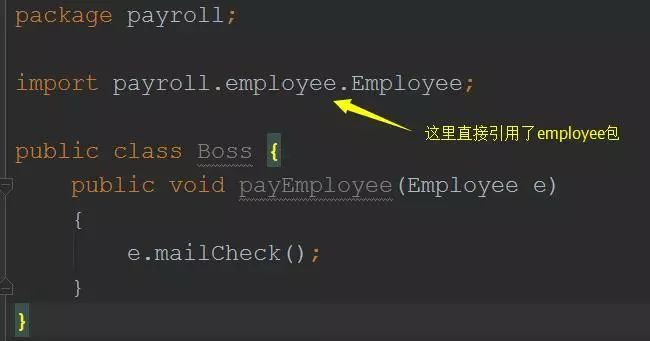 package payroll;
import payroll.employee.Employee;
这里直接引用了employee包
public class Boss {
public void payEmployee(Employee e)
{
e.mailCheck();
}
}